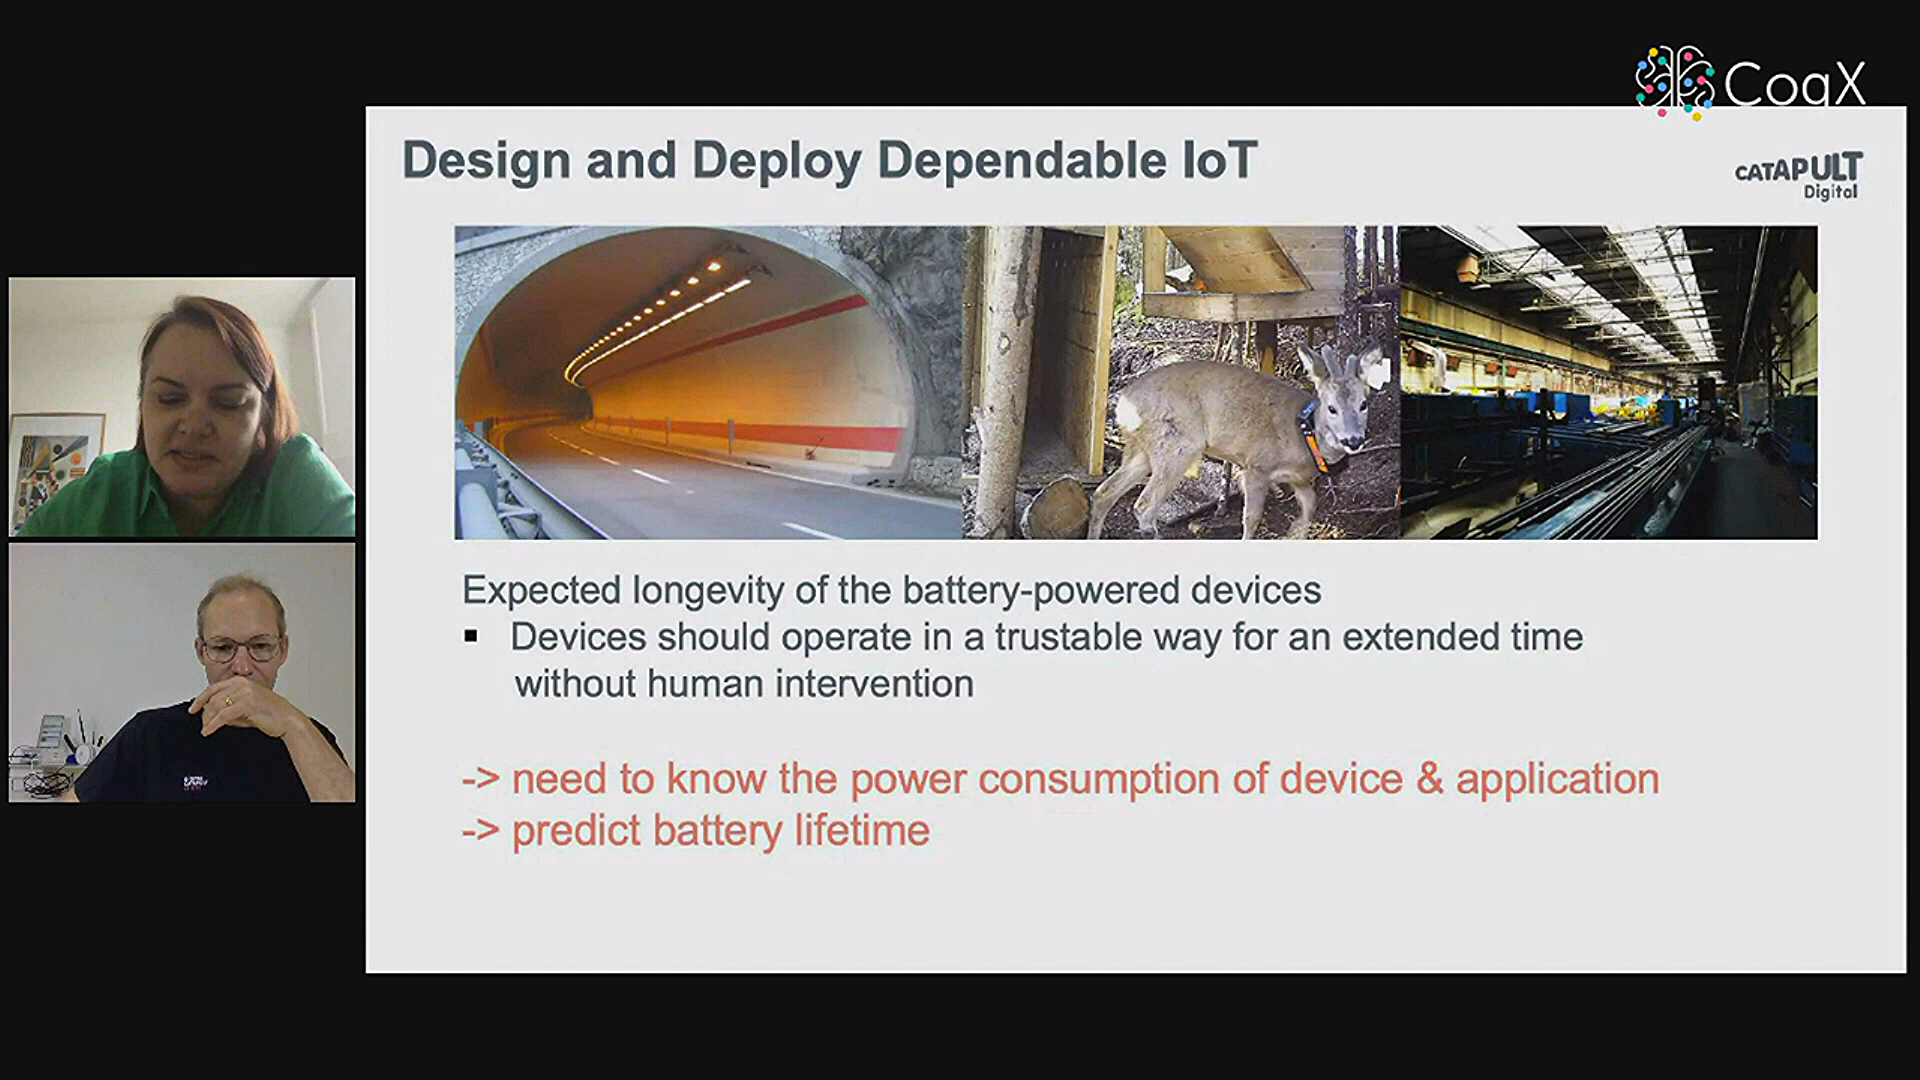 CogX
Design and Deploy Dependable IoT
CATAPULT
Digital
Expected longevity of the battery-powered devices
▪ Devices should operate in a trustable way for an extended time
without human intervention
-> need to know the power consumption of device & application
-> predict battery lifetime